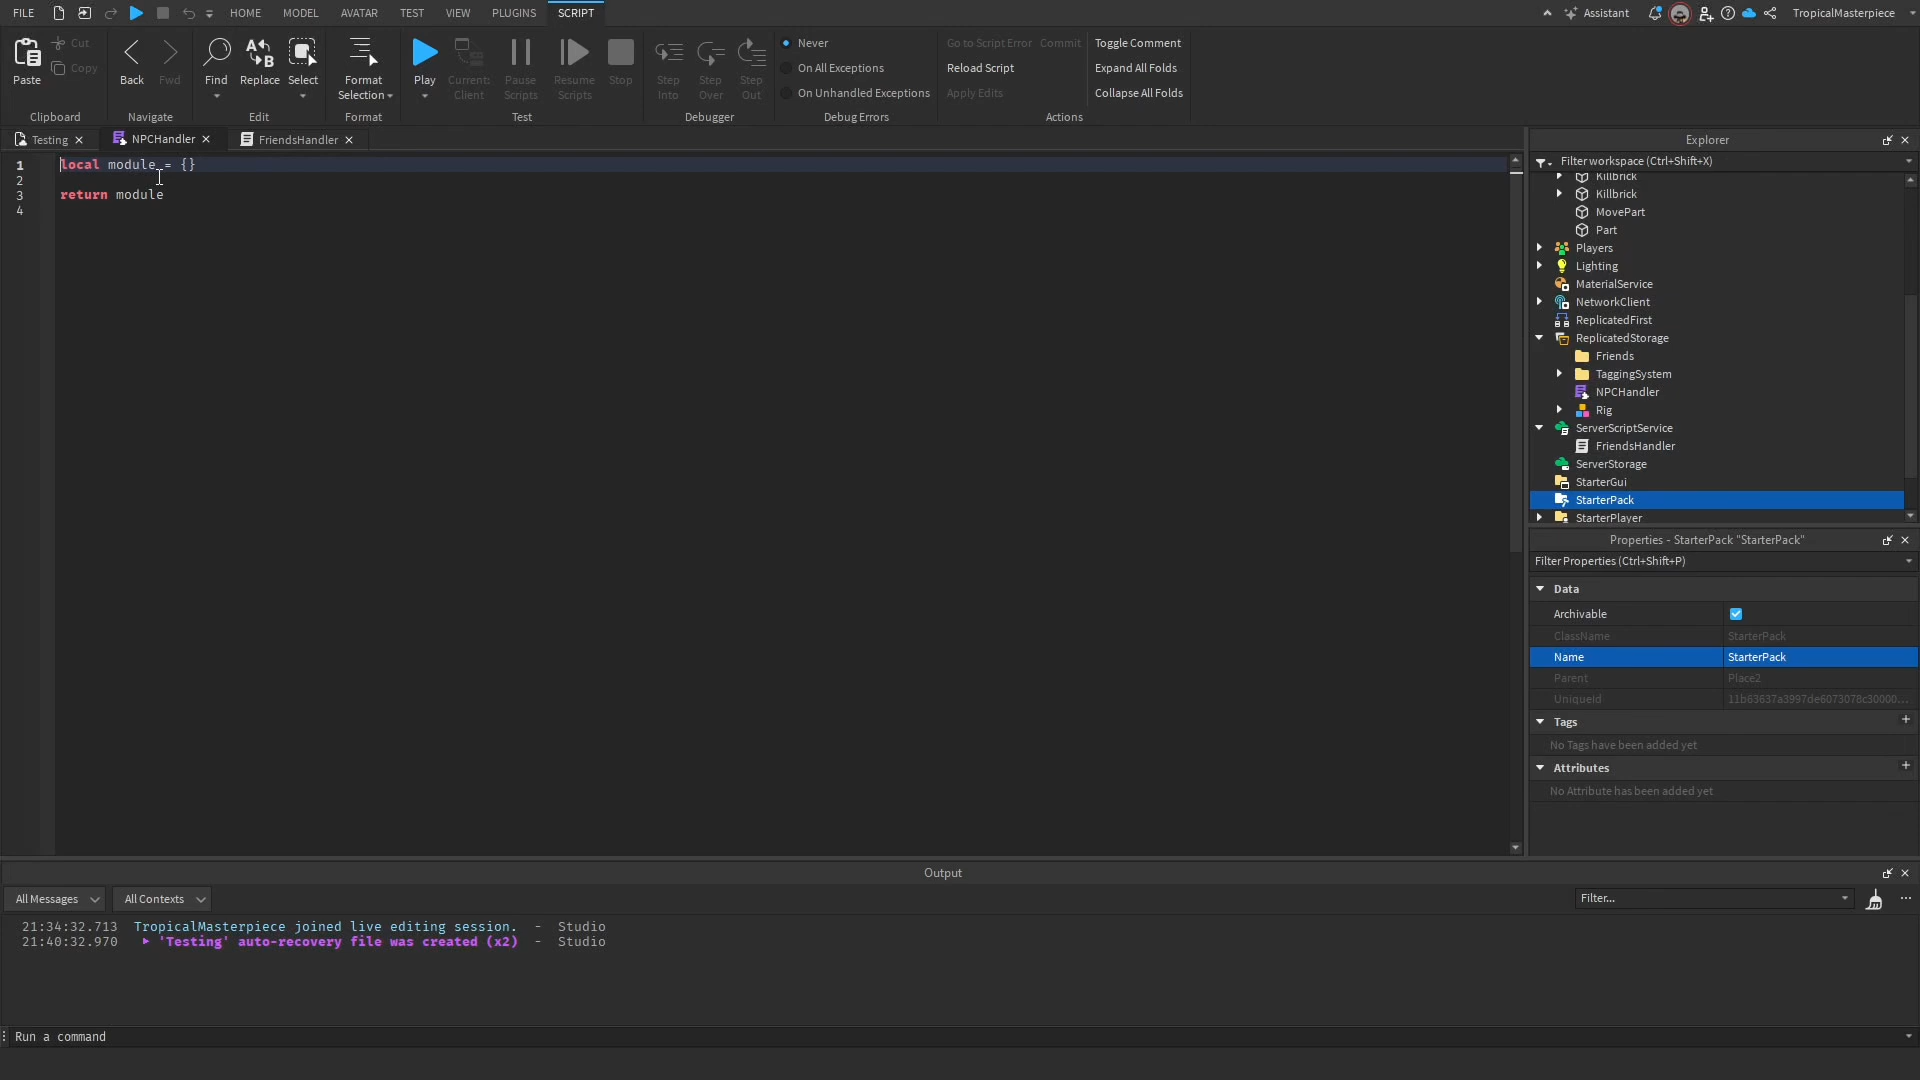 FILE HOME MODEL AVATAR TEST VIEW PLUGINS SCRIPT Assistant TropicalMasterpiece
Paste Cut Copy
Clipboard
Back Fwd
Navigate
Find Replace Select
Edit
Format Selection
Format
Play Current: Client Pause Scripts Resume Scripts Stop
Test
Step Into Step Over Step Out
Debugger
Never
On All Exceptions
On Unhandled Exceptions
Debug Errors
Go to Script Error Commit Toggle Comment
Reload Script Expand All Folds
Apply Edits Collapse All Folds
Actions
Testing NPCHandler FriendsHandler
1 local module = {}
2
3 return module
4
Explorer
Filter workspace (Ctrl+Shift+X)
Killbrick
Killbrick
MovePart
Part
Players
Lighting
MaterialService
NetworkClient
ReplicatedFirst
ReplicatedStorage
Friends
TaggingSystem
NPCHandler
Rig
ServerScriptService
FriendsHandler
ServerStorage
StarterGui
StarterPack
StarterPlayer
Properties - StarterPack "StarterPack"
Filter Properties (Ctrl+Shift+P)
Data
Archivable
ClassName StarterPack
Name StarterPack
Parent Place2
UniqueId 11b63637a3997de6073078c30000...
Tags
No Tags have been added yet
Attributes
No Attribute has been added yet
Output
All Messages All Contexts Filter...
21:34:32.713 TropicalMasterpiece joined live editing session. - Studio
21:40:32.970 'Testing' auto-recovery file was created (x2) - Studio
Run a command